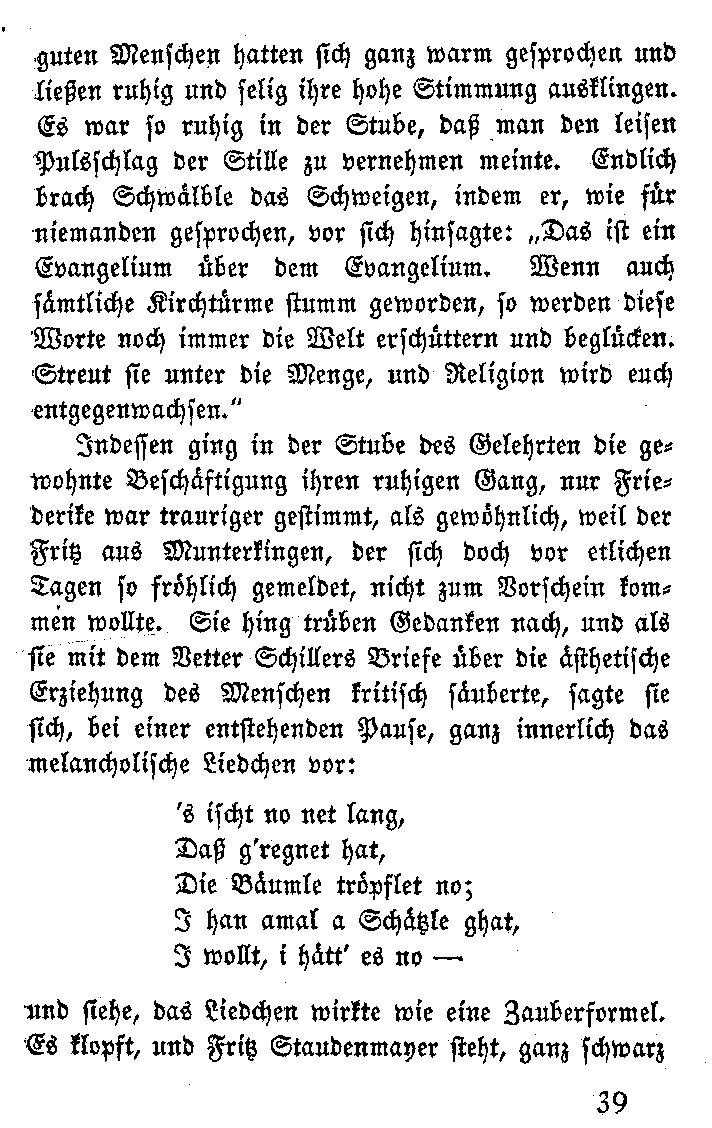 guten Menschen hatten sich ganz warm gesprochen und
ließen ruhig und selig ihre hohe Stimmung ausklingen.
Es war so ruhig in der Stube, daß man den leisen
Pulsschlag der Stille zu vernehmen meinte. Endlich
brach Schwälble das Schweigen, indem er, wie für
niemanden gesprochen, vor sich hinsagte: „Das ist ein
Evangelium über dem Evangelium. Wenn auch
sämtliche Kirchtürme stumm geworden, so werden diese
Worte noch immer die Welt erschüttern und beglücken.
Streut sie unter die Menge, und Religion wird euch
entgegenwachsen.“
Indessen ging in der Stube des Gelehrten die ge-
wohnte Beschäftigung ihren ruhigen Gang, nur Frie-
derike war trauriger gestimmt, als gewöhnlich, weil der
Fritz aus Munterkingen, der sich doch vor etlichen
Tagen so fröhlich gemeldet, nicht zum Vorschein kom-
men wollte. Sie hing trüben Gedanken nach, und als
sie mit dem Vetter Schillers Briefe über die ästhetische
Erziehung des Menschen kritisch säuberte, sagte sie
sich, bei einer entstehenden Pause, ganz innerlich das
melancholische Liedchen vor:
's ischt no net lang,
Daß g'regnet hat,
Die Bäumle tröpflet no;
I han amal a Schätzle ghat,
I wollt, i hätt' es no —
und siehe, das Liedchen wirkte wie eine Zauberformel.
Es klopft, und Fritz Staudenmayer steht, ganz schwarz
39